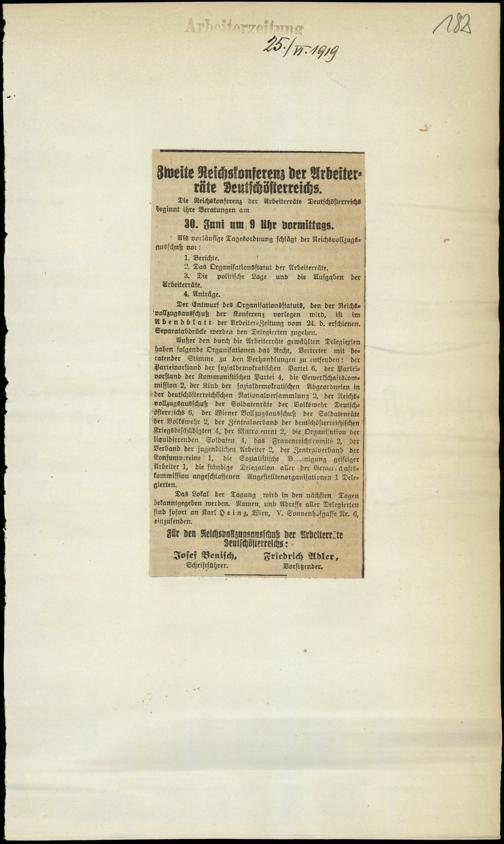 Arbeiterzeitung
182
25./VI. 1919
Zweite Reichskonferenz der Arbeiter-
räte Deutschösterreichs.
Die Reichskonferenz der Arbeiterräte Deutschösterreichs
beginnt ihre Beratungen am
30. Juni um 9 Uhr vormittags.
Als vorläufige Tagesordnung schlägt der Reichsvollzugs-
ausschuß vor:
1. Berichte.
2. Das Organisationsstatut der Arbeiterräte.
3. Die politische Lage und die Aufgaben der
Arbeiterräte.
4. Anträge.
Der Entwurf des Organisationsstatuts, den der Reichs-
vollzugsausschuß der Konferenz vorlegen wird, ist im
Abendblatt der Arbeiter-Zeitung vom 24. d. erschienen.
Separatabdrücke werden den Delegierten zugehen.
Außer den durch die Arbeiterräte gewählten Delegierten
haben folgende Organisationen das Recht, Vertreter mit be-
ratender Stimme zu den Verhandlungen zu entsenden: der
Parteivorstand der sozialdemokratischen Partei 6, der Partei-
vorstand der Kommunistischen Partei 4, die Gewerkschaftskom-
mission 2, der Klub der sozialdemokratischen Abgeordneten in
der deutschösterreichischen Nationalversammlung 2, der Reichs-
vollzugsausschuß der Soldatenräte der Volkswehr Deutsch-
österreichs 6, der Wiener Vollzugsausschuß der Soldatenräte
der Volkswehr 2, der Zentralverband der deutschösterreichischen
Kriegsbeschädigten 4, der 2, die Organisation der
liquidierenden Soldaten 4, das Frauenreichskomitee 2, der
Verband der jugendlichen Arbeiter 2, der Zentralverband der
Konsumvereine 1, die Sozialistische geistiger
Arbeiter 1, die ständige Delegation aller der Gewerkschafts-
kommission angeschlossenen Angestelltenorganisationen 1 Dele-
gierten.
Das Lokal der Tagung wird in den nächsten Tagen
bekanntgegeben werden. Namen und Adresse aller Delegierten
sind sofort an Karl Heinz, Wien, V. Sonnenhofgasse Nr. 6,
einzusenden.
Für den Reichsvollzugsausschuß der Arbeiterräte
Deutschösterreichs:
Josef Benisch, Friedrich Adler,
Schriftführer. Vorsitzender.